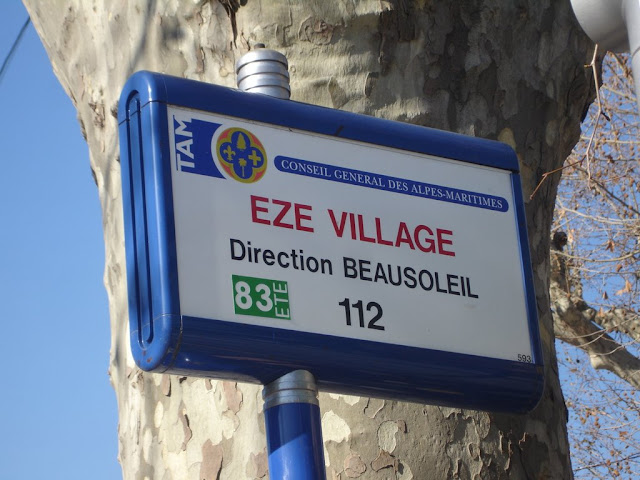 TAM
CONSEIL GENERAL DES ALPES-MARITIMES
EZE VILLAGE
Direction BEAUSOLEIL
83 ETE 112
593